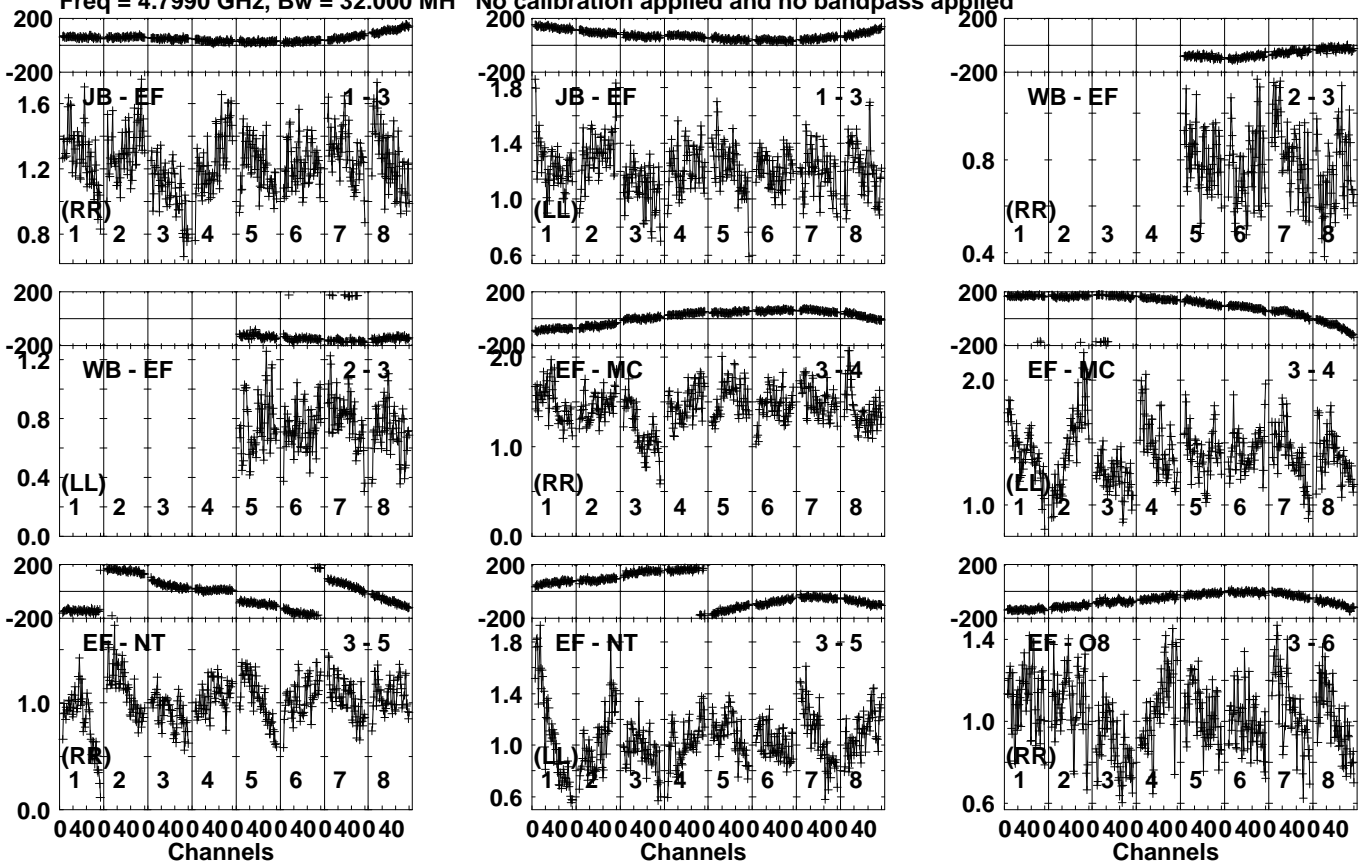 Freq = 4.7990 GHz, Bw = 32.000 MH No calibration applied and no bandpass applied
200 200 200
-200 -200 -200
JB - EF 1 - 3 JB - EF 1 - 3 WB - EF 2 - 3
1.6 1.8
1.2 1.4 0.8
1.0
(RR) (LL) (RR)
0.8 0.6 0.4
1 2 3 4 5 6 7 8 1 2 3 4 5 6 7 8 1 2 3 4 5 6 7 8
200 200 200
-200 -200 -200
1.2 2.0
WB - EF 2 - 3 EF - MC 3 - 4 EF - MC 3 - 4
2.0
0.8 1.0
0.4
(LL) (RR) (LL)
1.0
1 2 3 4 5 6 7 8 1 2 3 4 5 6 7 8 1 2 3 4 5 6 7 8
0.0 0.0
200 200 200
-200 -200 -200
EF - NT 3 - 5 EF - NT 3 - 5 EF - O8 3 - 6
1.8 1.4
1.4
1.0 1.0 1.0
(RR) (LL) (RR)
1 2 3 4 5 6 7 8 1 2 3 4 5 6 7 8 1 2 3 4 5 6 7 8
0.0 0.6 0.6
0 40 0 40 0 40 0 40 0 40 0 40 0 40 0 40 0 40 0 40 0 40 0 40 0 40 0 40 0 40 0 40 0 40 0 40 0 40 0 40 0 40 0 40 0 40 0 40
Channels Channels Channels